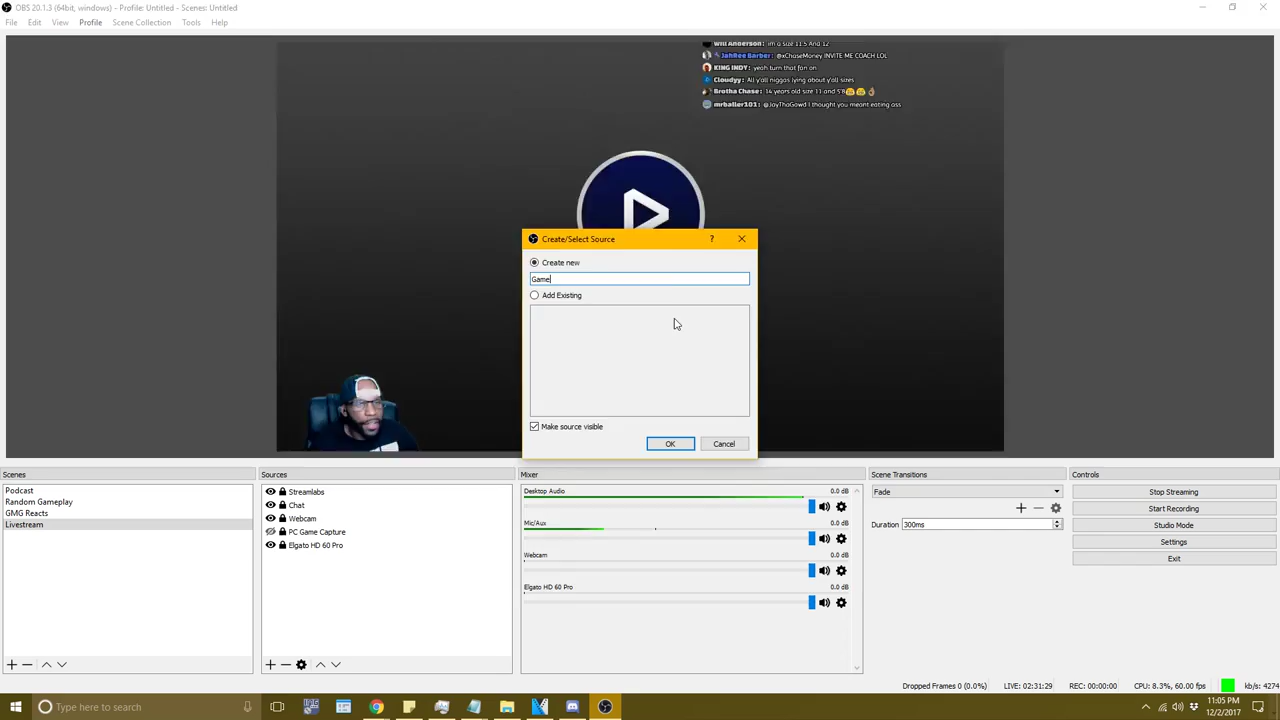 OBS 20.1.3 (64bit, windows) - Profile: Untitled - Scenes: Untitled
File Edit View Profile Scene Collection Tools Help
Will Anderson: im a size 11.5 And 12
JahRee Barber: @xChaseMoney INVITE ME COACH LOL
KING INDY: yeah turn that fan on
Cloudyy: All y'all niggas lying about y'all sizes
Brotha Chase: 14 years old size 11 and 5'8
mrballer101: @JayThaGawd I thought you meant eating ass
Create/Select Source ?
Create new
Game
Add Existing
Make source visible
OK Cancel
Scenes
Podcast
Random Gameplay
GMG Reacts
Livestream
Sources
Streamlabs
Chat
Webcam
PC Game Capture
Elgato HD 60 Pro
Mixer
Desktop Audio 0.0 dB
Mic/Aux 0.0 dB
Webcam 0.0 dB
Elgato HD 60 Pro 0.0 dB
Scene Transitions
Fade
Duration 300ms
Controls
Stop Streaming
Start Recording
Studio Mode
Settings
Exit
Dropped Frames 0 (0.0%) LIVE: 02:31:29 REC: 00:00:00 CPU: 8.3%, 60.00 fps kb/s: 4274
Type here to search
11:05 PM
12/2/2017